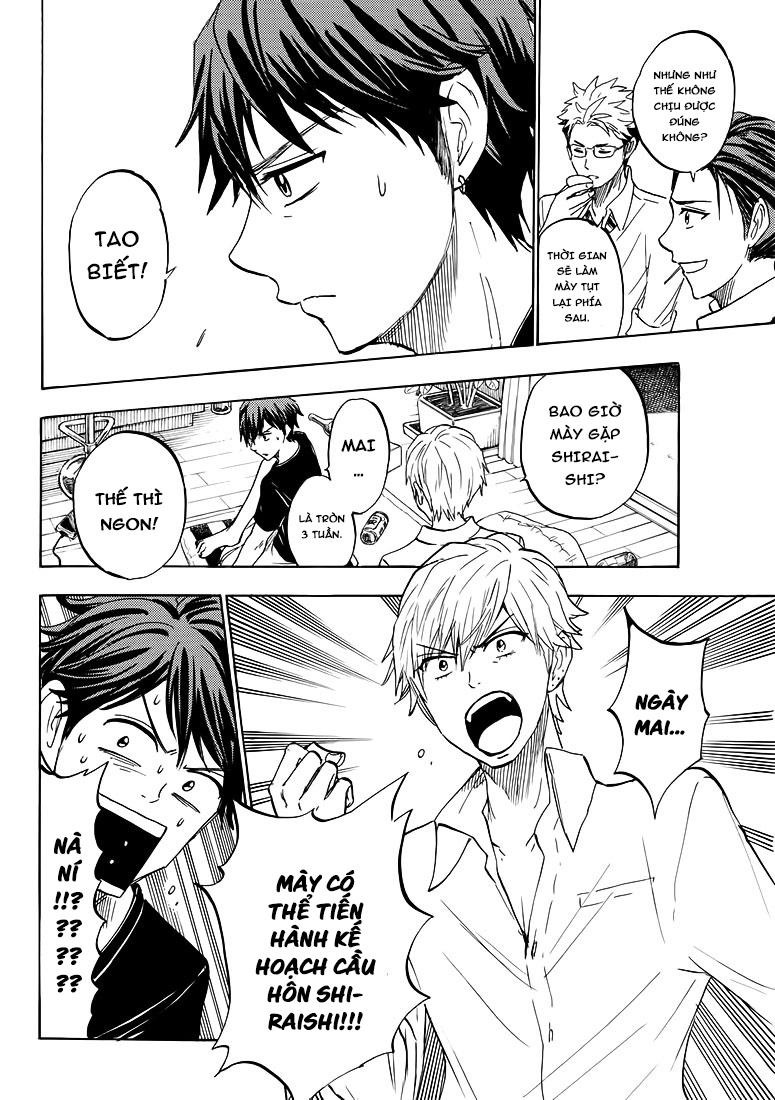 NHƯNG NHƯ
THẾ KHÔNG
CHỊU ĐƯỢC
ĐÚNG
KHÔNG?
THỜI GIAN
SẼ LÀM
MÀY TỤT
LẠI PHÍA
SAU.
TAO
BIẾT!
BAO GIỜ
MÀY GẶP
SHIRAI-
SHI?
MAI
...
LÀ TRÒN
3 TUẦN.
THẾ THÌ
NGON!
NGÀY
MAI...
MÀY CÓ
THỂ TIẾN
HÀNH KẾ
HOẠCH CẦU
HÔN SHI-
RAISHI!!!
NÀ
NÍ
!!?
??
??
??
??